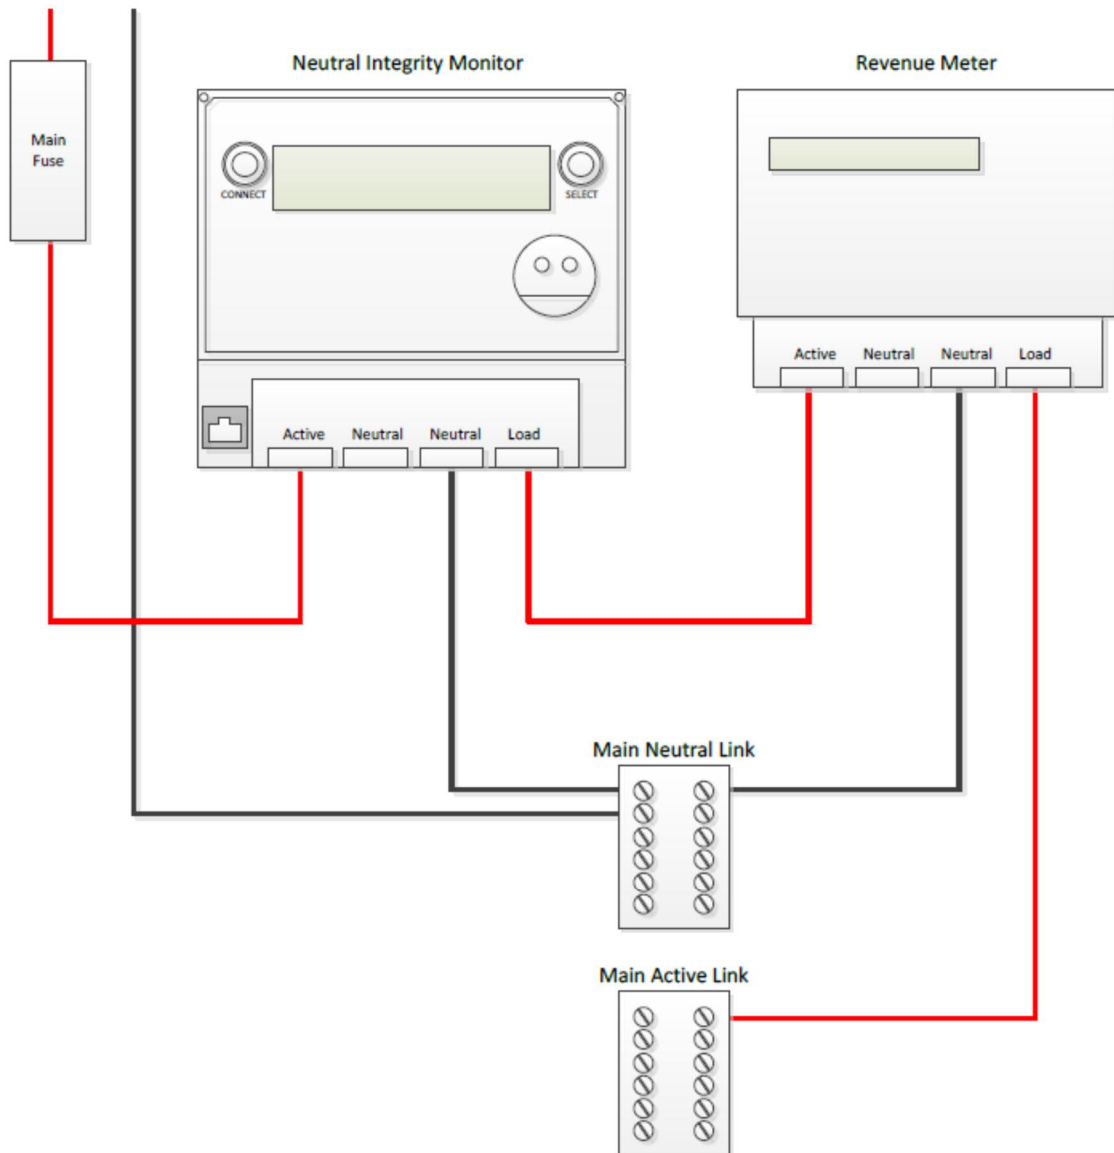 Neutral Integrity Monitor
Revenue Meter
Main
Fuse
CONNECT
SELECT
Active Neutral Neutral Load
Active Neutral Neutral Load
Main Neutral Link
Main Active Link